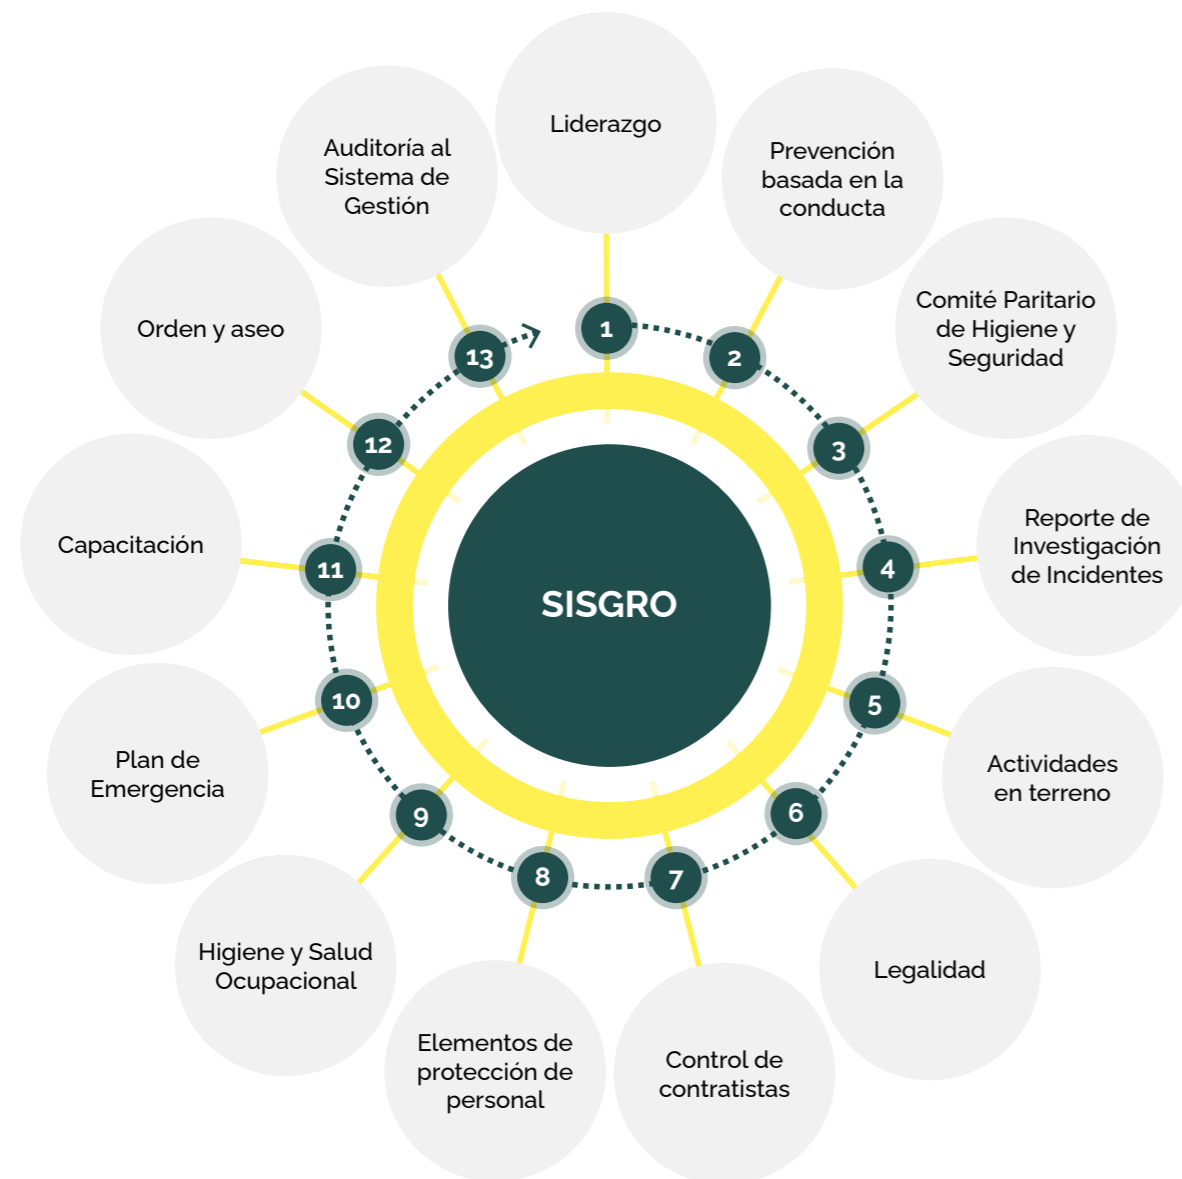 SISGRO
1
Liderazgo
2
Prevención
basada en la
conducta
3
Comité Paritario
de Higiene y
Seguridad
4
Reporte de
Investigación
de Incidentes
5
Actividades
en terreno
6
Legalidad
7
Control de
contratistas
8
Elementos de
protección de
personal
9
Higiene y Salud
Ocupacional
10
Plan de
Emergencia
11
Capacitación
12
Orden y aseo
13
Auditoría al
Sistema de
Gestión